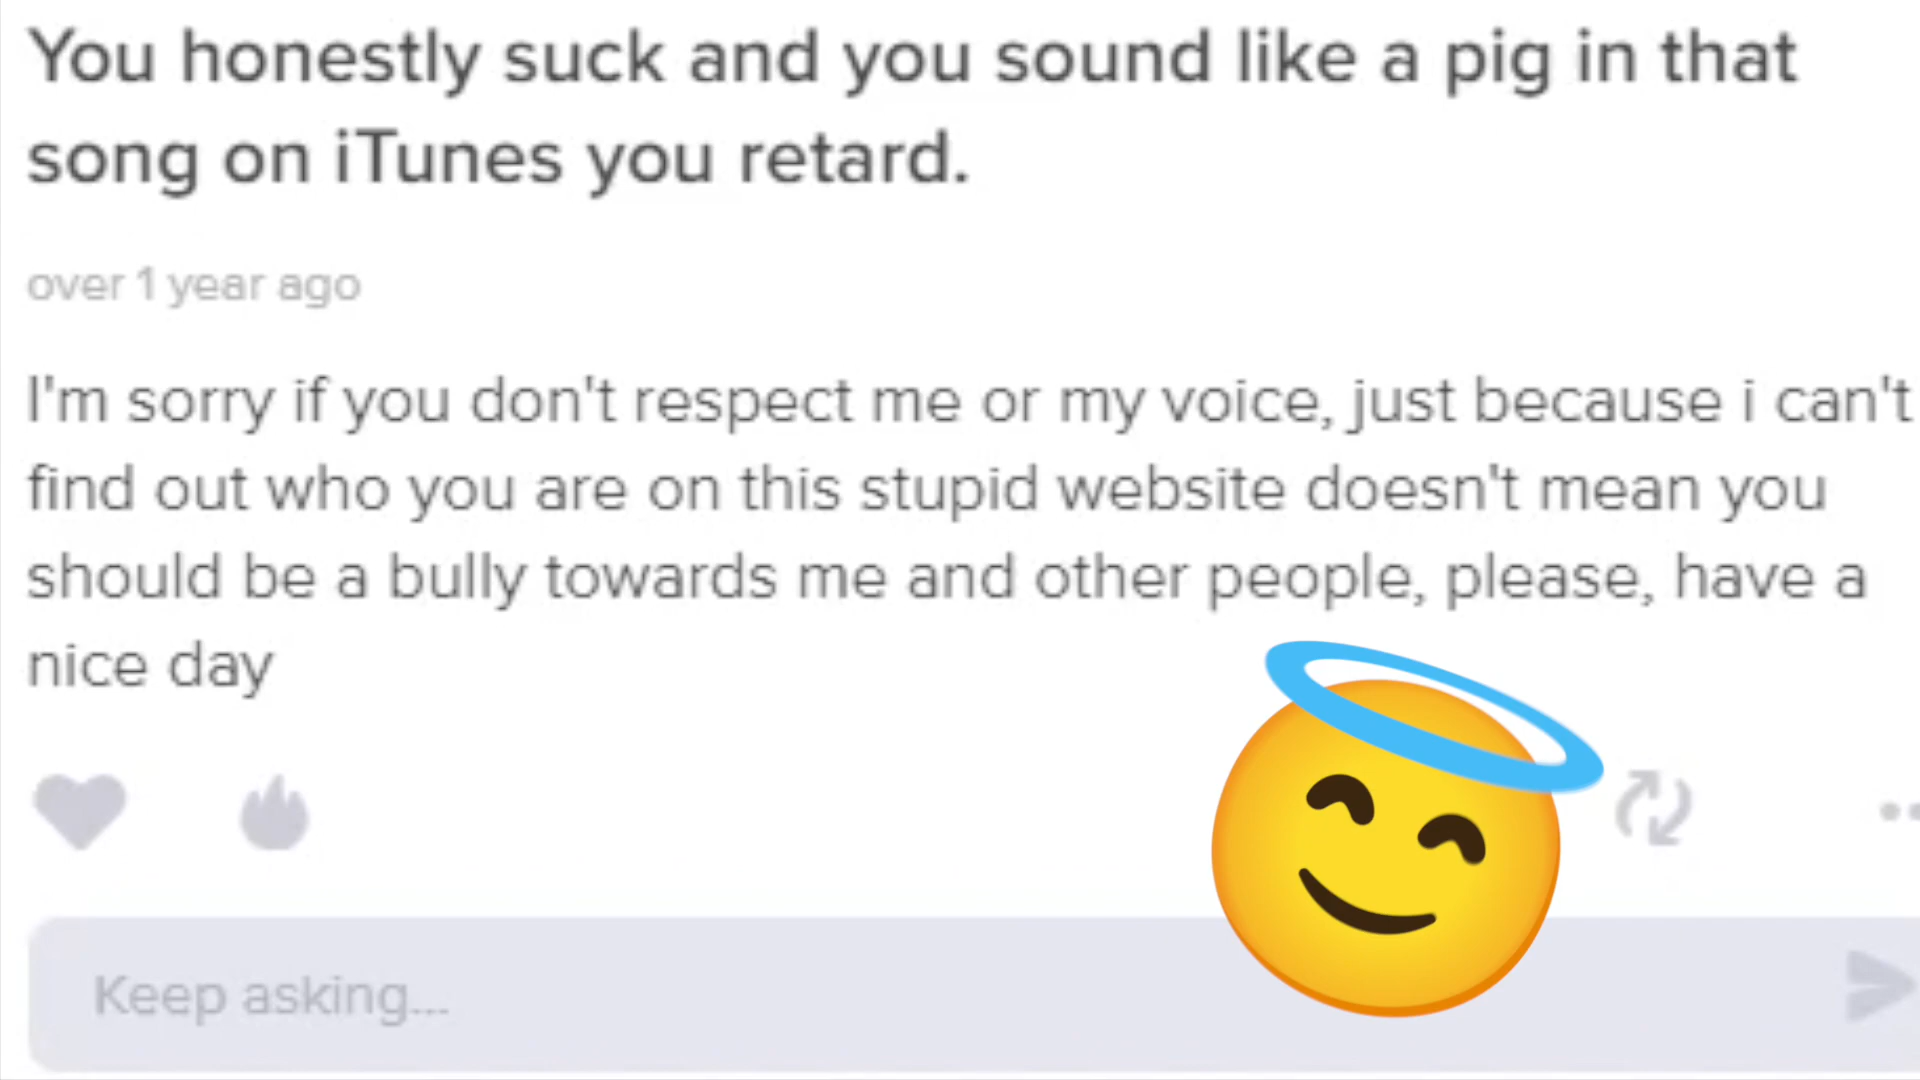 You honestly suck and you sound like a pig in that
song on iTunes you retard.
over 1 year ago
I'm sorry if you don't respect me or my voice, just because i can't
find out who you are on this stupid website doesn't mean you
should be a bully towards me and other people, please, have a
nice day
Keep asking...